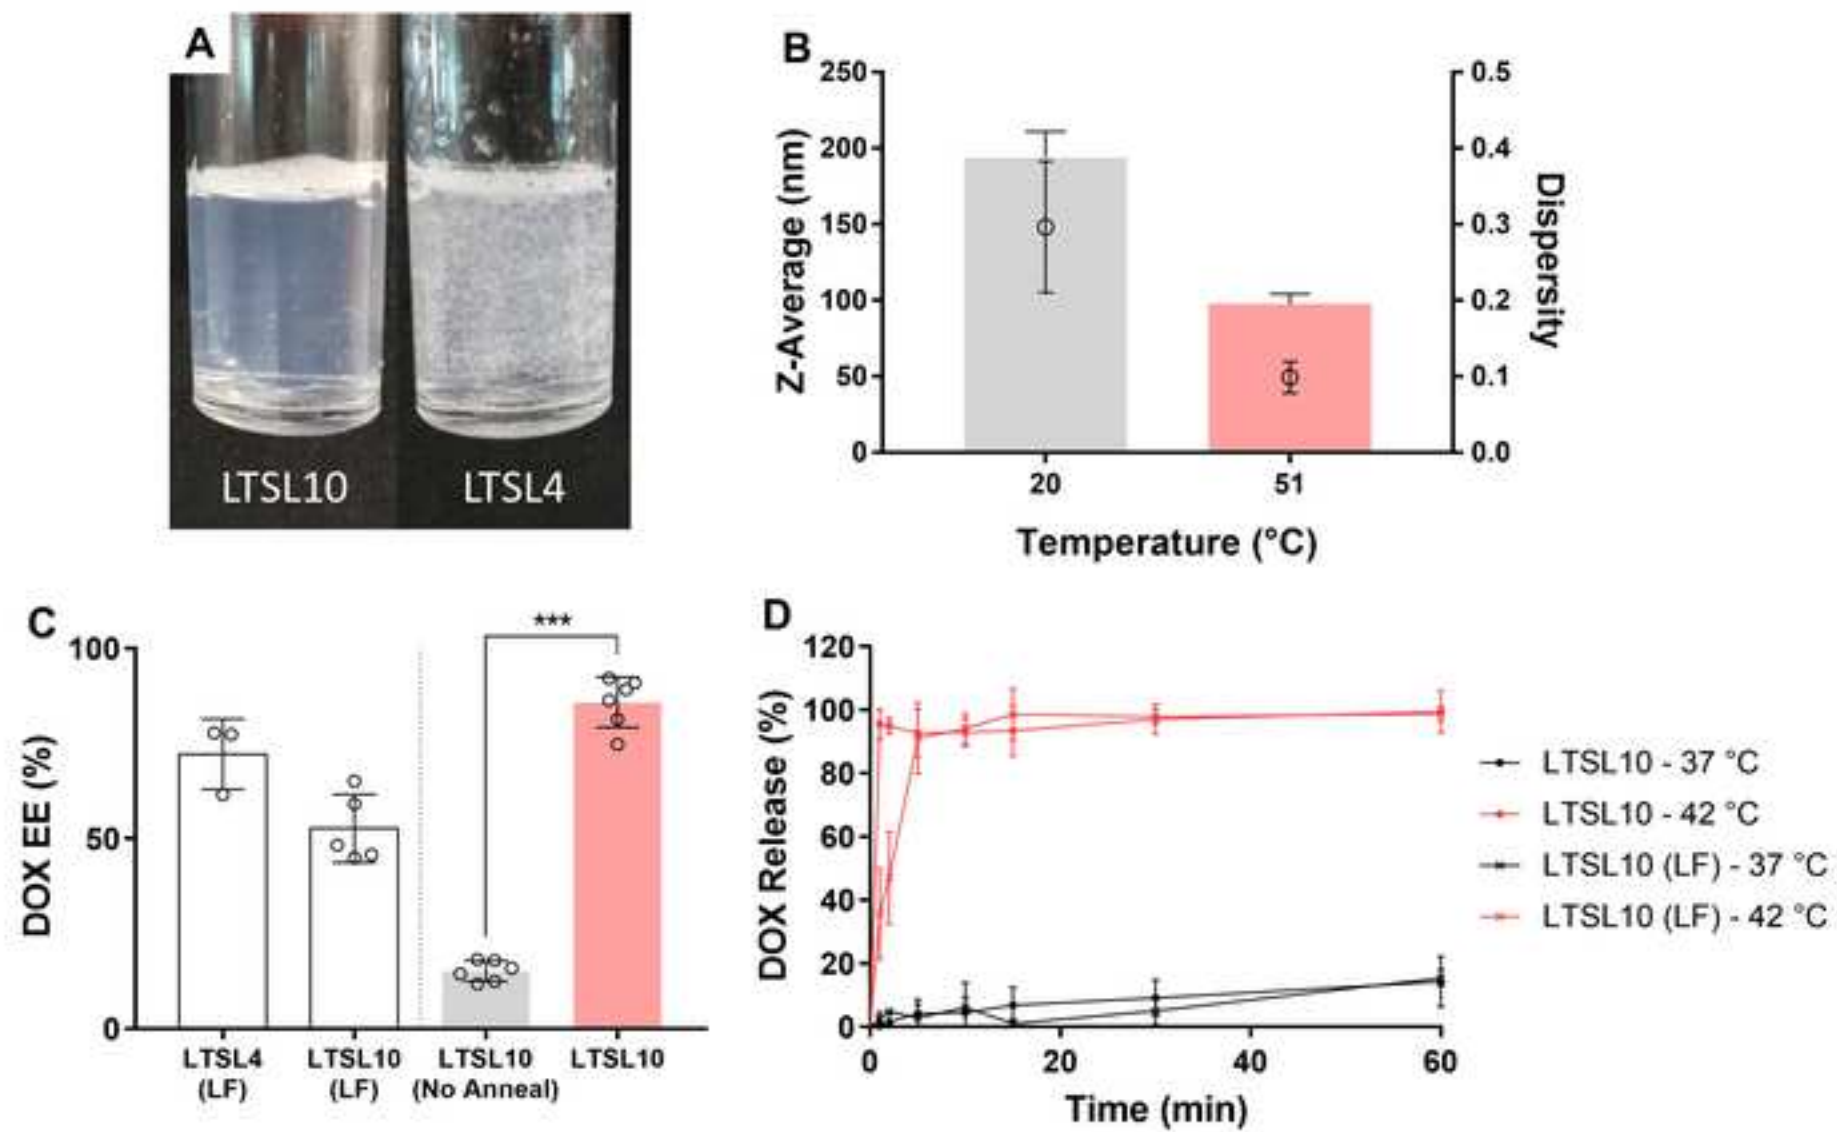 A
LTSL10
LTSL4
B
250
200
150
100
50
0
Z-Average (nm)
0.5
0.4
0.3
0.2
0.1
0.0
Dispersity
20
51
Temperature (°C)
C
***
100
50
0
DOX EE (%)
LTSL4
(LF)
LTSL10
(LF)
LTSL10
(No Anneal)
LTSL10
D
120
100
80
60
40
20
0
DOX Release (%)
0
20
40
60
Time (min)
LTSL10 - 37 °C
LTSL10 - 42 °C
LTSL10 (LF) - 37 °C
LTSL10 (LF) - 42 °C